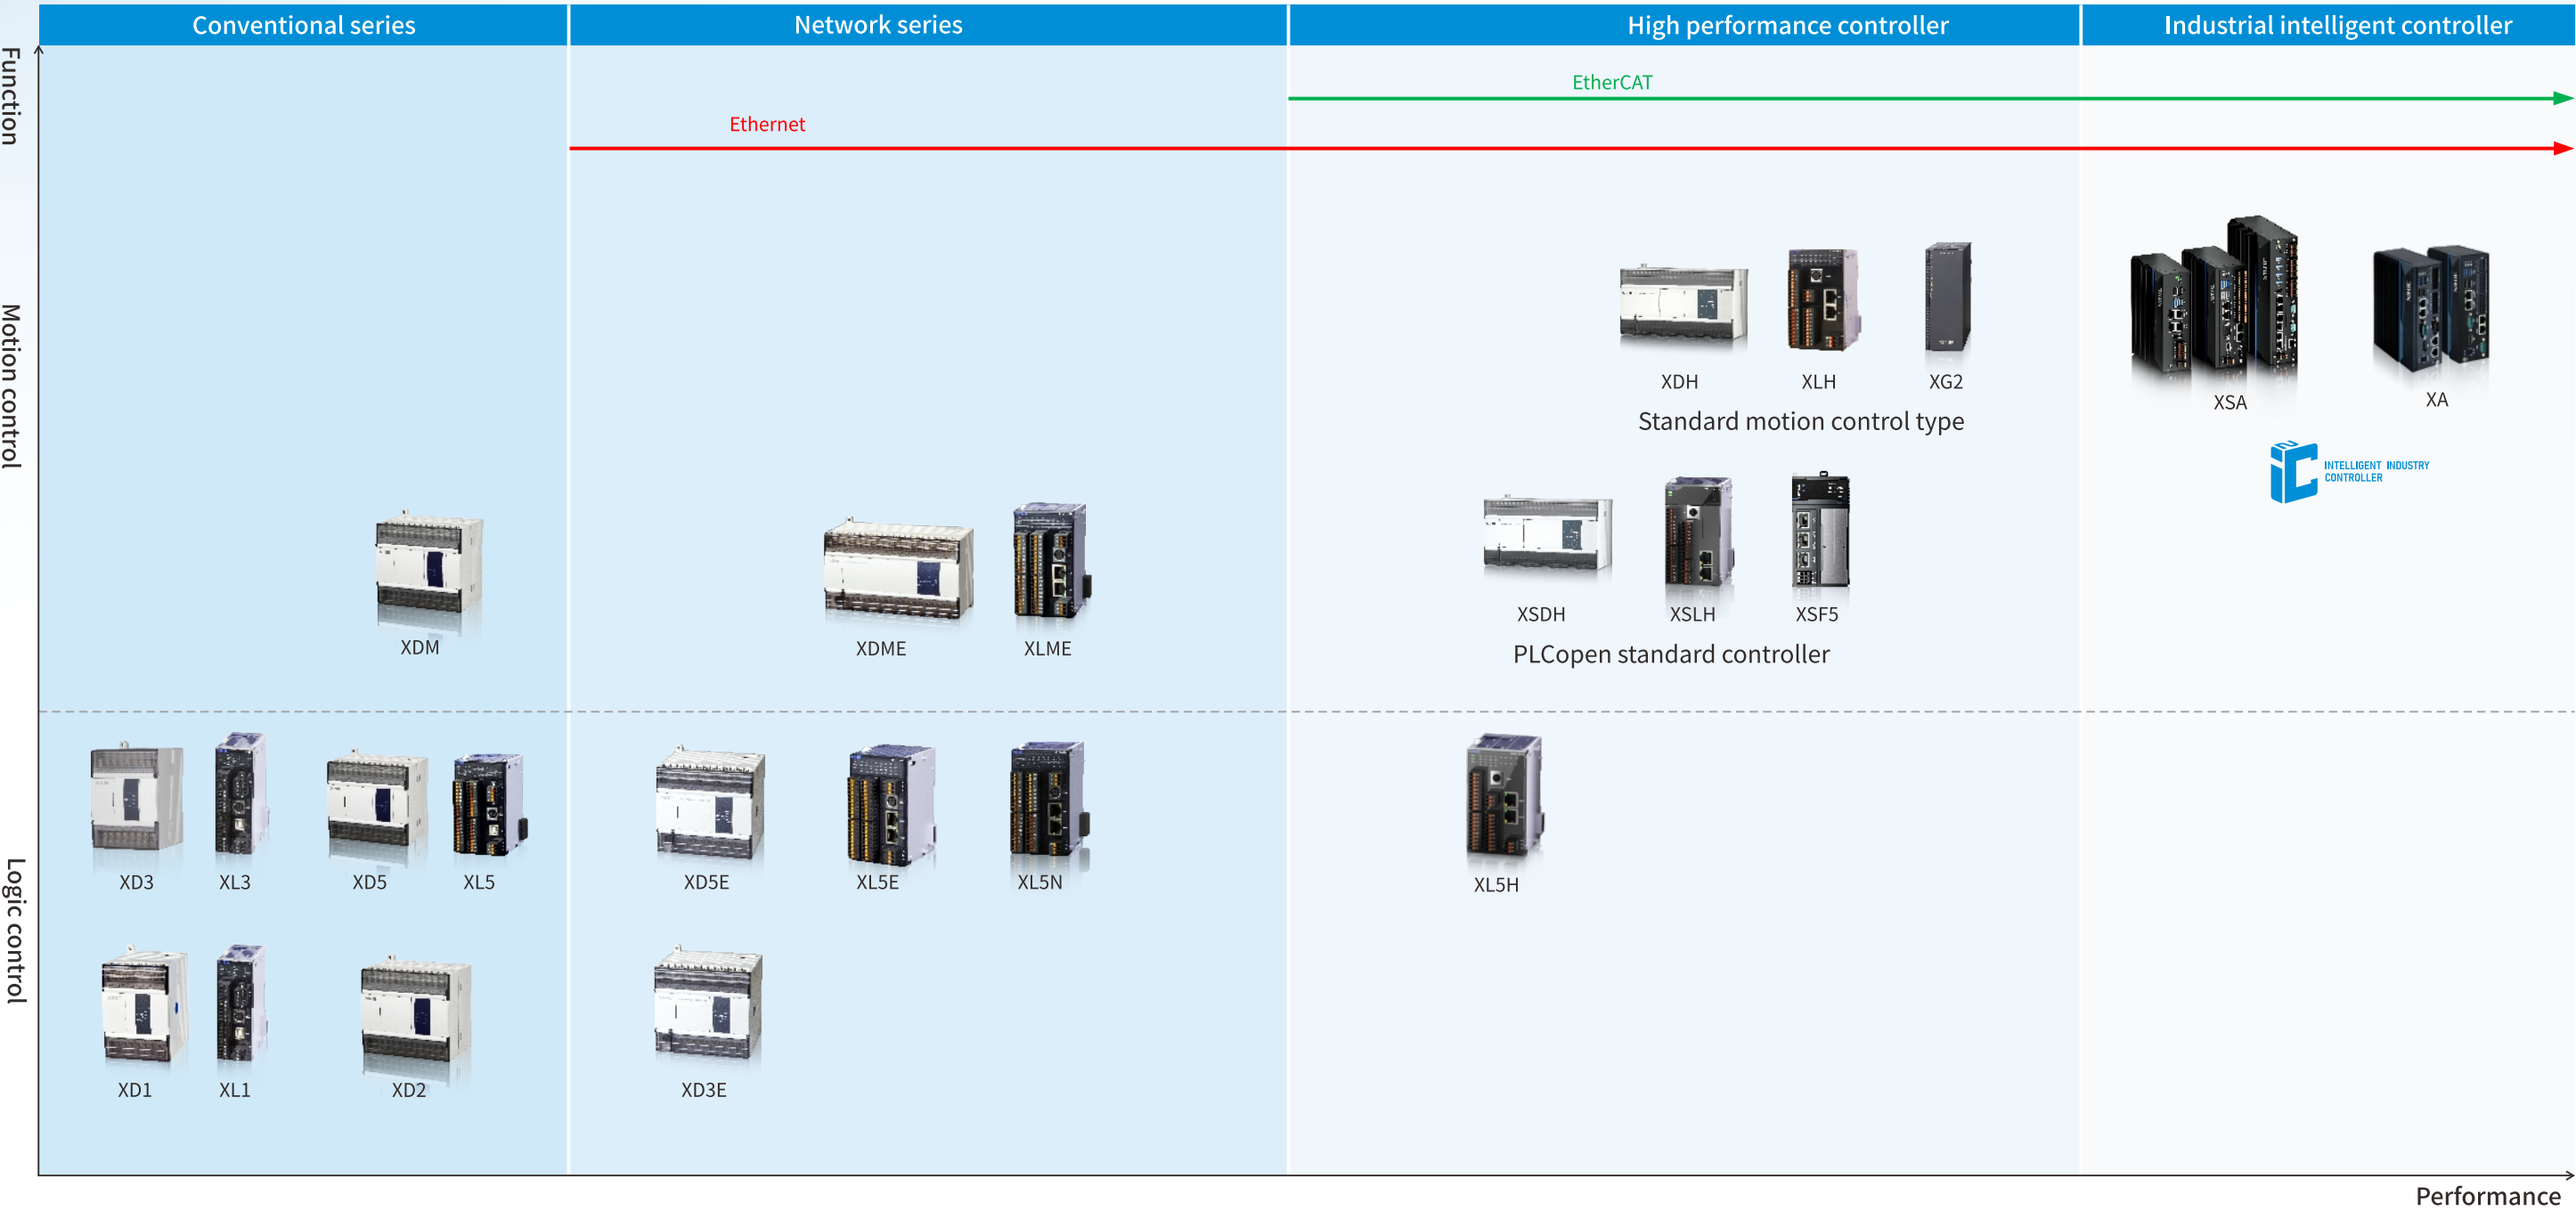 Conventional series
Network series
High performance controller
Industrial intelligent controller
Function
EtherCAT
Ethernet
Motion control
XDH
XLH
XG2
XSA
XA
Standard motion control type
iC2 INTELLIGENT INDUSTRY
CONTROLLER
XSDH
XSLH
XSF5
XDM
XDME
XLME
PLCopen standard controller
Logic control
XD3
XL3
XD5
XL5
XD5E
XL5E
XL5N
XL5H
XD1
XL1
XD2
XD3E
Performance